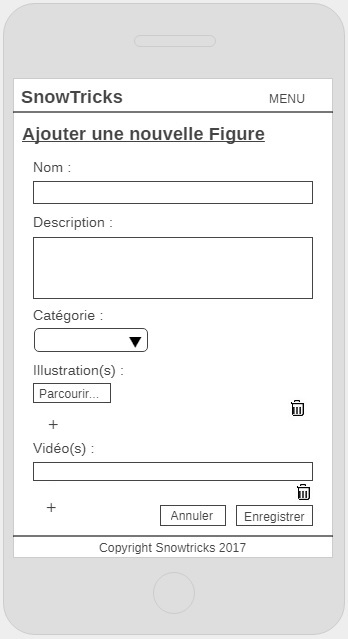 SnowTricks MENU
Ajouter une nouvelle Figure
Nom :
Description :
Catégorie :
Illustration(s) :
Parcourir...
+
Vidéo(s) :
+
Annuler Enregistrer
Copyright Snowtricks 2017